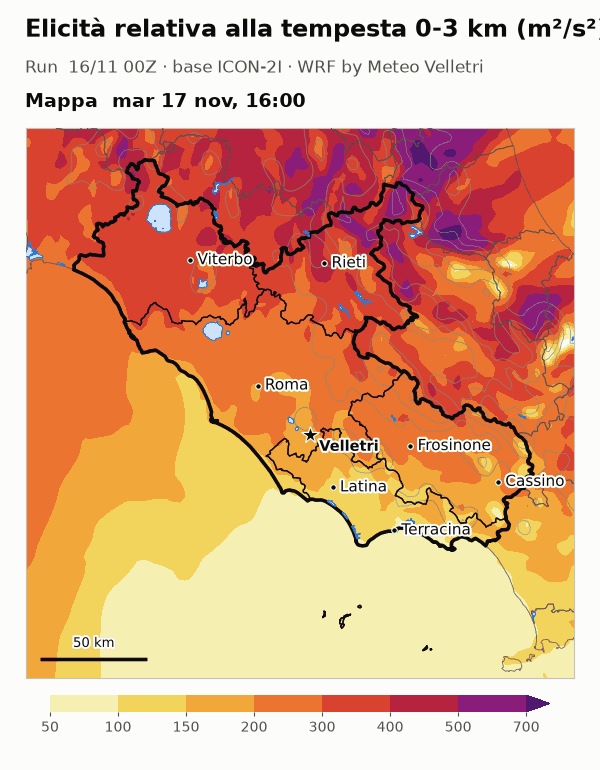 Elicità relativa alla tempesta 0-3 km (m²/s²)
Run  16/11 00Z · base ICON-2I · WRF by Meteo Velletri
Mappa  mar 17 nov, 16:00
Viterbo
Rieti
Roma
Velletri
Frosinone
Latina
Cassino
Terracina
50 km
50 100 150 200 300 400 500 700